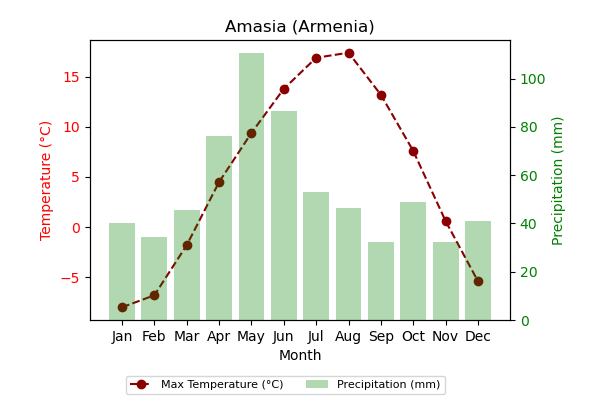 Amasia (Armenia)
15
10
5
0
−5
Temperature (°C)
100
80
60
40
20
0
Precipitation (mm)
Jan Feb Mar Apr May Jun Jul Aug Sep Oct Nov Dec
Month
Max Temperature (°C) Precipitation (mm)